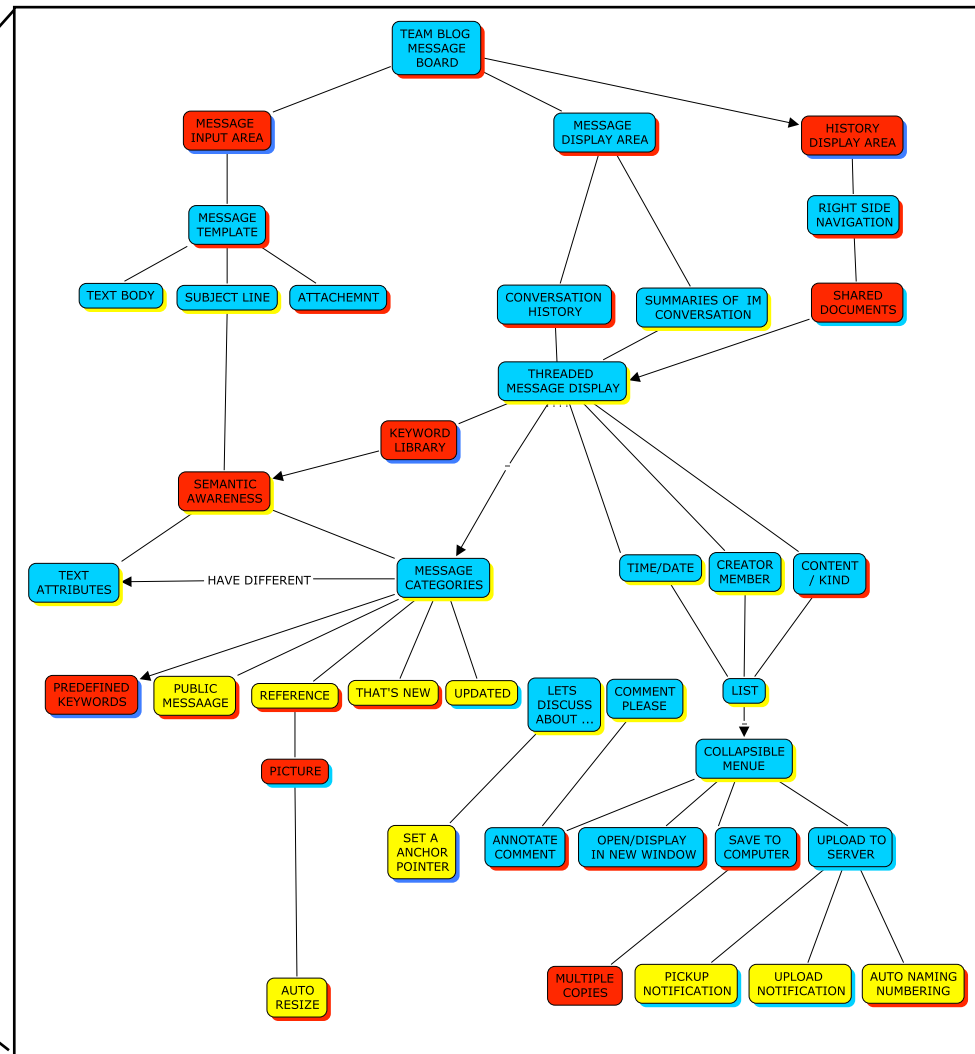 TEAM BLOG
MESSAGE
BOARD
MESSAGE
INPUT AREA
MESSAGE
DISPLAY AREA
HISTORY
DISPLAY AREA
MESSAGE
TEMPLATE
RIGHT SIDE
NAVIGATION
TEXT BODY
SUBJECT LINE
ATTACHEMNT
CONVERSATION
HISTORY
SUMMARIES OF IM
CONVERSATION
SHARED
DOCUMENTS
THREADED
MESSAGE DISPLAY
KEYWORD
LIBRARY
SEMANTIC
AWARENESS
TEXT
ATTRIBUTES
HAVE DIFFERENT
MESSAGE
CATEGORIES
TIME/DATE
CREATOR
MEMBER
CONTENT
/ KIND
PREDEFINED
KEYWORDS
PUBLIC
MESSAAGE
REFERENCE
THAT'S NEW
UPDATED
LETS
DISCUSS
ABOUT ...
COMMENT
PLEASE
LIST
COLLAPSIBLE
MENUE
PICTURE
SET A
ANCHOR
POINTER
ANNOTATE
COMMENT
OPEN/DISPLAY
IN NEW WINDOW
SAVE TO
COMPUTER
UPLOAD TO
SERVER
AUTO
RESIZE
MULTIPLE
COPIES
PICKUP
NOTIFICATION
UPLOAD
NOTIFICATION
AUTO NAMING
NUMBERING